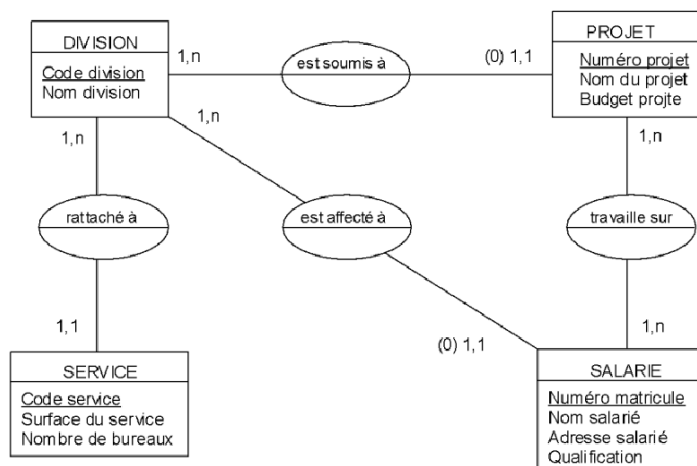 DIVISION
Code division
Nom division
1,n
est soumis à
(0) 1,1
PROJET
Numéro projet
Nom du projet
Budget projte
1,n
1,n
1,n
rattaché à
est affecté à
travaille sur
1,1
(0) 1,1
1,n
SERVICE
Code service
Surface du service
Nombre de bureaux
SALARIE
Numéro matricule
Nom salarié
Adresse salarié
Qualification